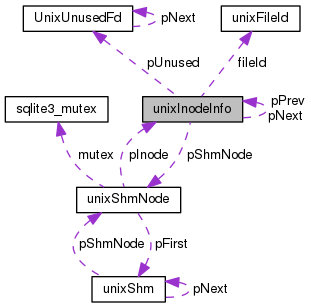 UnixUnusedFd
pNext
unixFileId
pUnused
fileId
sqlite3_mutex
unixInodeInfo
pPrev
pNext
mutex
pInode
pShmNode
unixShmNode
pShmNode
pFirst
unixShm
pNext